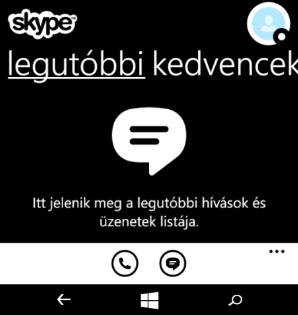 skype
legutóbbi kedvencek
Itt jelenik meg a legutóbbi hívások és
üzenetek listája.